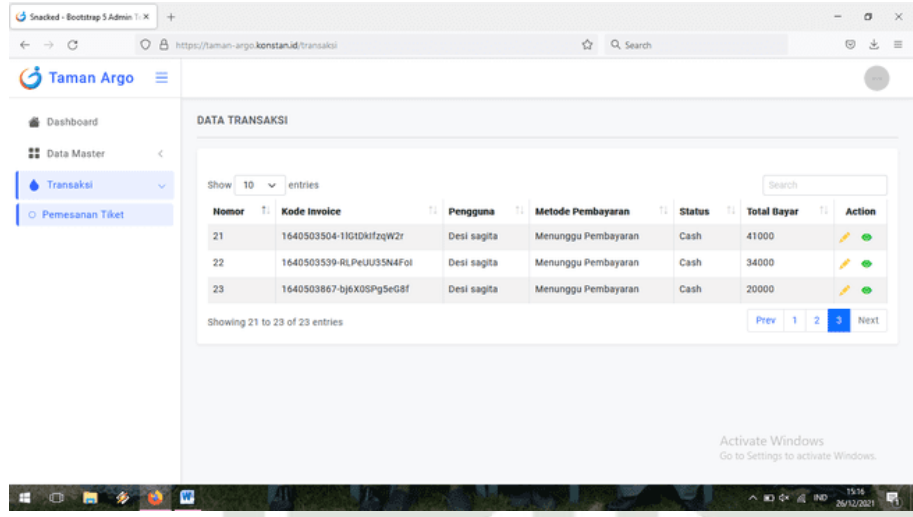 Snacked - Bootstrap 5 Admin Te
https://taman-argo.konstan.id/transaksi
Search
Taman Argo
Dashboard
Data Master
Transaksi
Pemesanan Tiket
DATA TRANSAKSI
Show 10 entries
Search
Nomor Kode Invoice Pengguna Metode Pembayaran Status Total Bayar Action
21 Desi sagita Menunggu Pembayaran Cash 41000
22 1640503539-RLPeUU35N4FoI Desi sagita Menunggu Pembayaran Cash 34000
23 1640503867-bj6X0SPg5eG8f Desi sagita Menunggu Pembayaran Cash 20000
Showing 21 to 23 of 23 entries
Prev 1 2 3 Next
Activate Windows
Go to Settings to activate Windows.
IND
15:16
26/12/2021